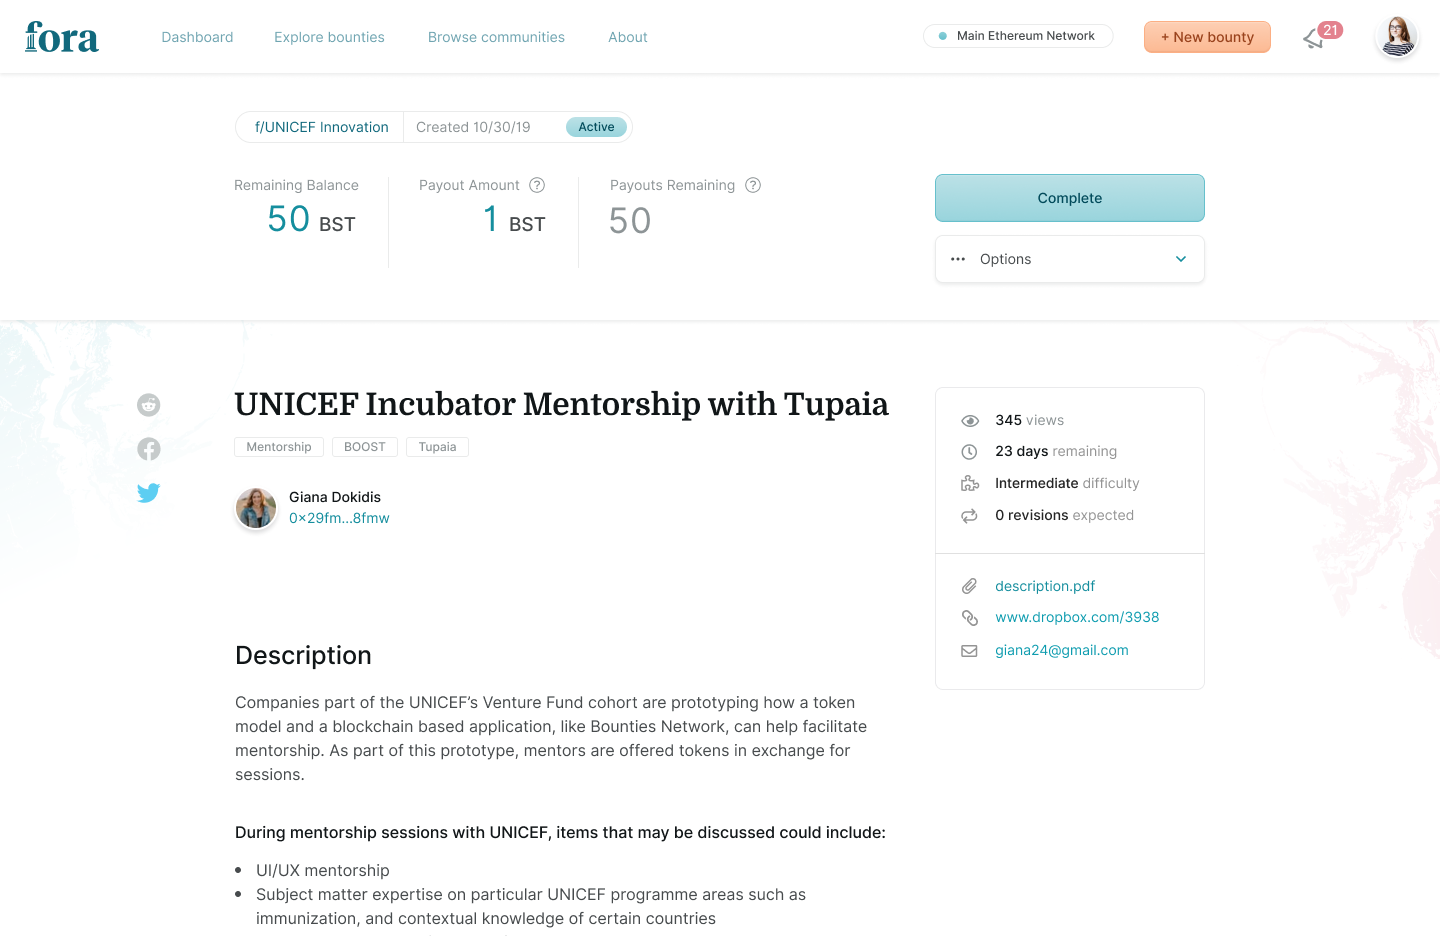 fora
Dashboard
Explore bounties
Browse communities
About
Main Ethereum Network
+ New bounty
21
f/UNICEF Innovation
Created 10/30/19
Active
Remaining Balance
50 BST
Payout Amount ?
1 BST
Payouts Remaining ?
50
Complete
Options
UNICEF Incubator Mentorship with Tupaia
Mentorship
BOOST
Tupaia
Giana Dokidis
0x29fm...8fmw
345 views
23 days remaining
Intermediate difficulty
0 revisions expected
description.pdf
www.dropbox.com/3938
giana24@gmail.com
Description
Companies part of the UNICEF’s Venture Fund cohort are prototyping how a token
model and a blockchain based application, like Bounties Network, can help facilitate
mentorship. As part of this prototype, mentors are offered tokens in exchange for
sessions.
During mentorship sessions with UNICEF, items that may be discussed could include:
• UI/UX mentorship
• Subject matter expertise on particular UNICEF programme areas such as
immunization, and contextual knowledge of certain countries